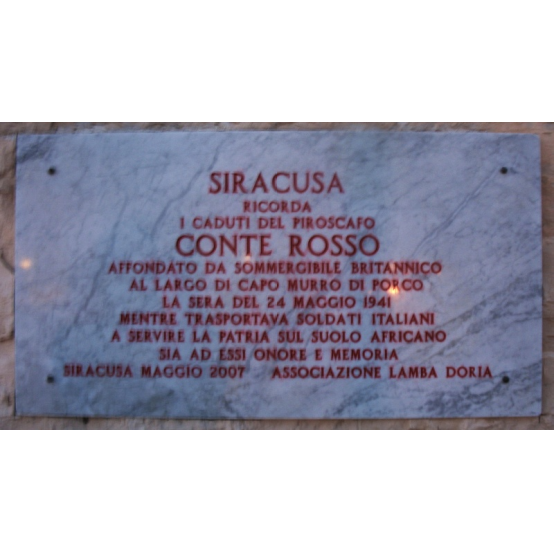 SIRACUSA
RICORDA
I CADUTI DEL PIROSCAFO
CONTE ROSSO
AFFONDATO DA SOMMERGIBILE BRITANNICO
AL LARGO DI CAPO MURRO DI PORCO
LA SERA DEL 24 MAGGIO 1941
MENTRE TRASPORTAVA SOLDATI ITALIANI
A SERVIRE LA PATRIA SUL SUOLO AFRICANO
SIA AD ESSI ONORE E MEMORIA
SIRACUSA MAGGIO 2007 ASSOCIAZIONE LAMBA DORIA